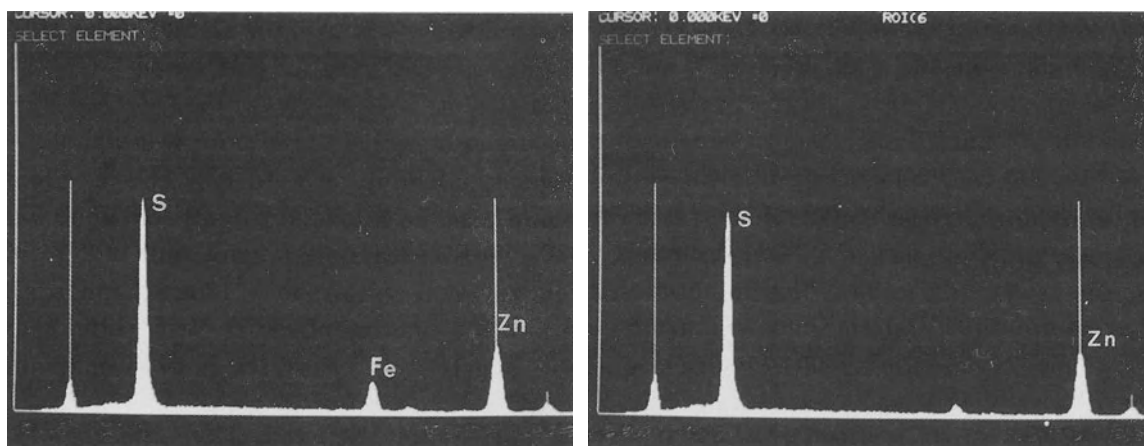 CURSOR: 0.000KEV =0
SELECT ELEMENT:
S
Fe
Zn
CURSOR: 0.000KEV =0 ROI(6
SELECT ELEMENT:
S
Zn